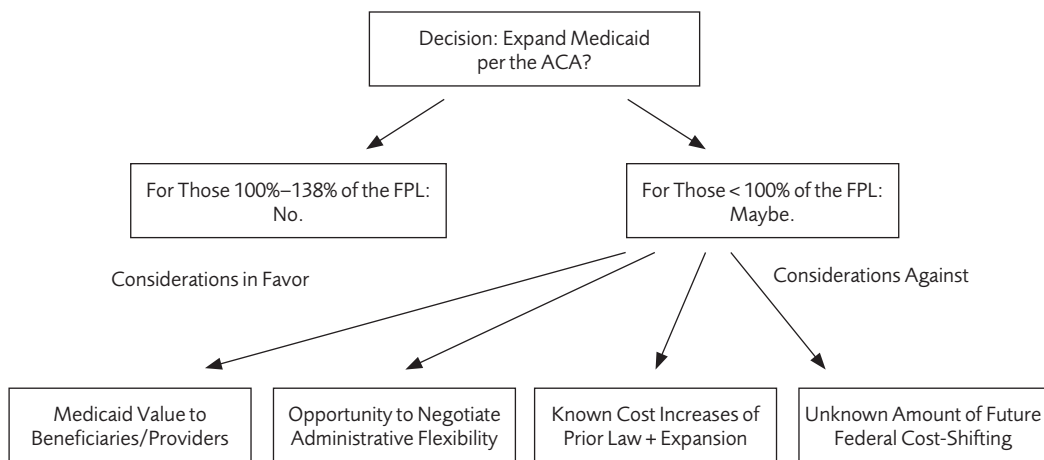 Decision: Expand Medicaid
per the ACA?
For Those 100%–138% of the FPL:
No.
For Those < 100% of the FPL:
Maybe.
Considerations in Favor
Considerations Against
Medicaid Value to
Beneficiaries/Providers
Opportunity to Negotiate
Administrative Flexibility
Known Cost Increases of
Prior Law + Expansion
Unknown Amount of Future
Federal Cost-Shifting